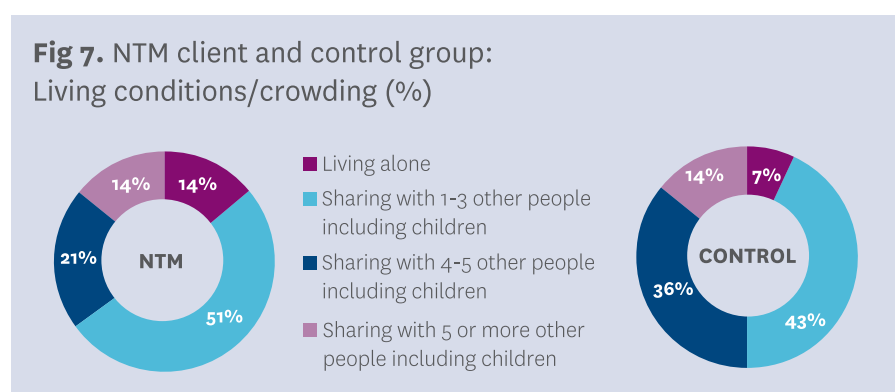 Fig 7. NTM client and control group:
Living conditions/crowding (%)
14%
14%
21%
51%
NTM
Living alone
Sharing with 1-3 other people
including children
Sharing with 4-5 other people
including children
Sharing with 5 or more other
people including children
14%
7%
36%
43%
CONTROL